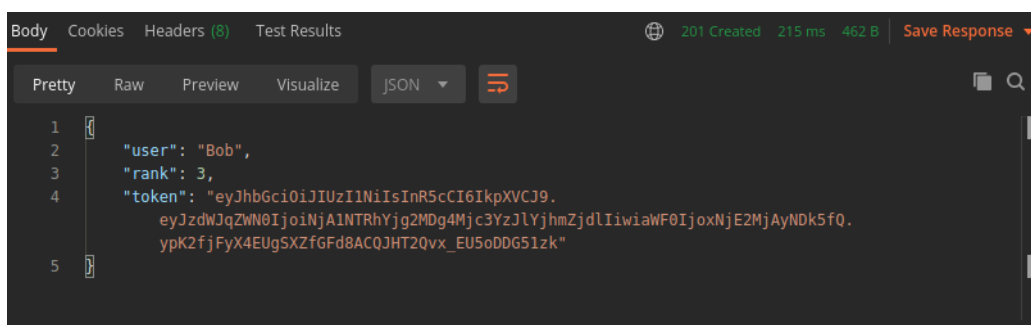 Body Cookies Headers (8) Test Results 201 Created 215 ms 462 B Save Response
Pretty Raw Preview Visualize JSON
1 {
2 "user": "Bob",
3 "rank": 3,
4 "token": "eyJhbGciOiJIUzI1NiIsInR5cCI6IkpXVCJ9.
eyJzdWJqZWN0IjoiNjA1NTRhYjg2MDg4Mjc3YzJlYjhmZjdlIiwiaWF0IjoxNjE2MjAyNDk5fQ.
ypK2fjFyX4EUgSXZfGFd8ACQJHT2Qvx_EU5oDDG51zk"
5 }